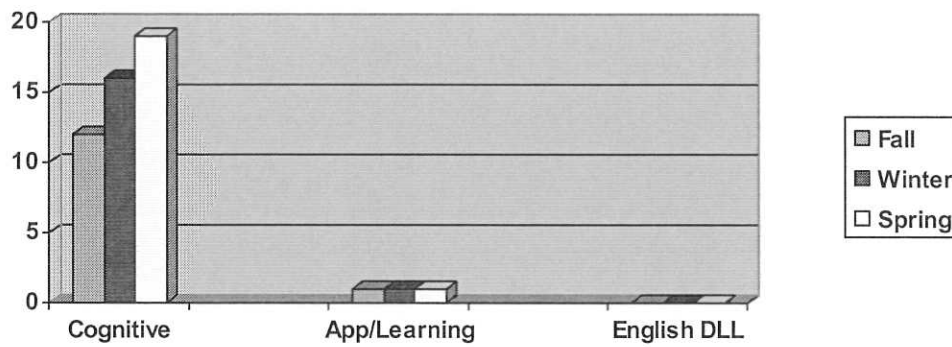 20
15
10
5
0
Cognitive
App/Learning
English DLL
Fall
Winter
Spring